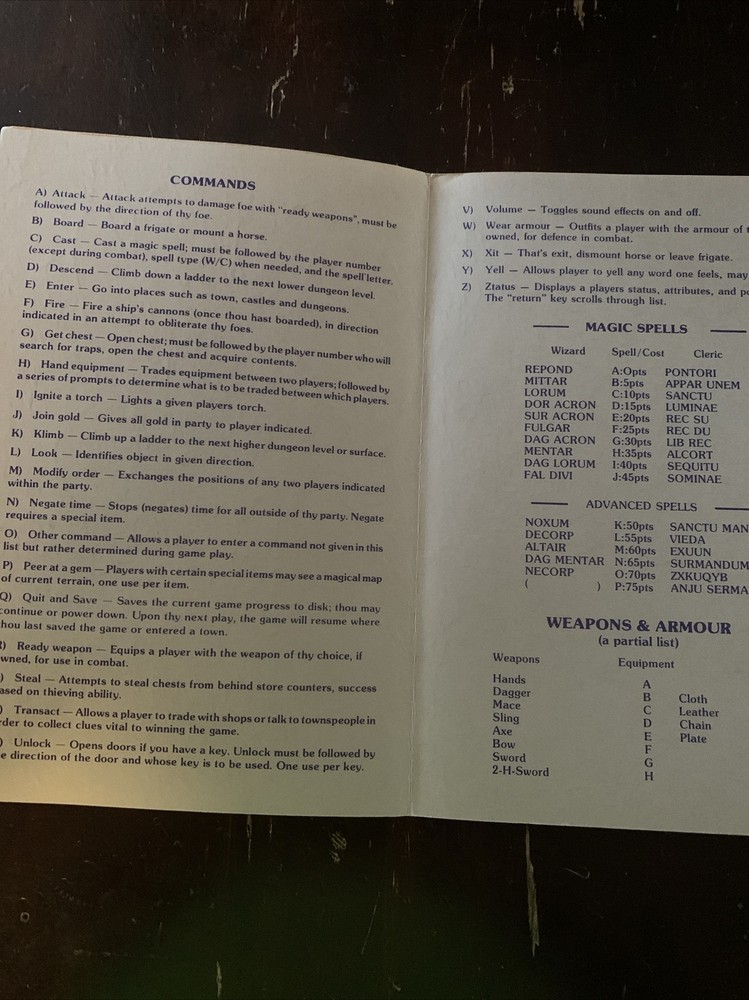 COMMANDS
A) Attack — Attack attempts to damage foe with "ready weapons", must be
followed by the direction of thy foe.
B) Board — Board a frigate or mount a horse.
C) Cast — Cast a magic spell; must be followed by the player number
(except during combat), spell type (W/C) when needed, and the spell letter.
D) Descend — Climb down a ladder to the next lower dungeon level.
E) Enter — Go into places such as town, castles and dungeons.
F) Fire — Fire a ship's cannons (once thou hast boarded), in direction
indicated in an attempt to obliterate thy foes.
G) Get chest — Open chest; must be followed by the player number who will
search for traps, open the chest and acquire contents.
H) Hand equipment — Trades equipment between two players; followed by
a series of prompts to determine what is to be traded between which players.
I) Ignite a torch — Lights a given players torch.
J) Join gold — Gives all gold in party to player indicated.
K) Klimb — Climb up a ladder to the next higher dungeon level or surface.
L) Look — Identifies object in given direction.
M) Modify order — Exchanges the positions of any two players indicated
within the party.
N) Negate time — Stops (negates) time for all outside of thy party. Negate
requires a special item.
O) Other command — Allows a player to enter a command not given in this
list but rather determined during game play.
P) Peer at a gem — Players with certain special items may see a magical map
of current terrain, one use per item.
Q) Quit and Save — Saves the current game progress to disk; thou may
continue or power down. Upon thy next play, the game will resume where
hou last saved the game or entered a town.
) Ready weapon — Equips a player with the weapon of thy choice, if
wned, for use in combat.
) Steal — Attempts to steal chests from behind store counters, success
ased on thieving ability.
) Transact — Allows a player to trade with shops or talk to townspeople in
rder to collect clues vital to winning the game.
) Unlock — Opens doors if you have a key. Unlock must be followed by
e direction of the door and whose key is to be used. One use per key.
V) Volume — Toggles sound effects on and off.
W) Wear armour — Outfits a player with the armour of t
owned, for defence in combat.
X) Xit — That's exit, dismount horse or leave frigate.
Y) Yell — Allows player to yell any word one feels, may
Z) Ztatus — Displays a players status, attributes, and po
The "return" key scrolls through list.
MAGIC SPELLS
Wizard Spell/Cost Cleric
REPOND A:Opts PONTORI
MITTAR B:5pts APPAR UNEM
LORUM C:10pts SANCTU
DOR ACRON D:15pts LUMINAE
SUR ACRON E:20pts REC SU
FULGAR F:25pts REC DU
DAG ACRON G:30pts LIB REC
MENTAR H:35pts ALCORT
DAG LORUM I:40pts SEQUITU
FAL DIVI J:45pts SOMINAE
ADVANCED SPELLS
NOXUM K:50pts SANCTU MAN
DECORP L:55pts VIEDA
ALTAIR M:60pts EXUUN
DAG MENTAR N:65pts SURMANDUM
NECORP O:70pts ZXKUQYB
( ) P:75pts ANJU SERMA
WEAPONS & ARMOUR
(a partial list)
Weapons Equipment
Hands A
Dagger B Cloth
Mace C Leather
Sling D Chain
Axe E Plate
Bow F
Sword G
2-H-Sword H